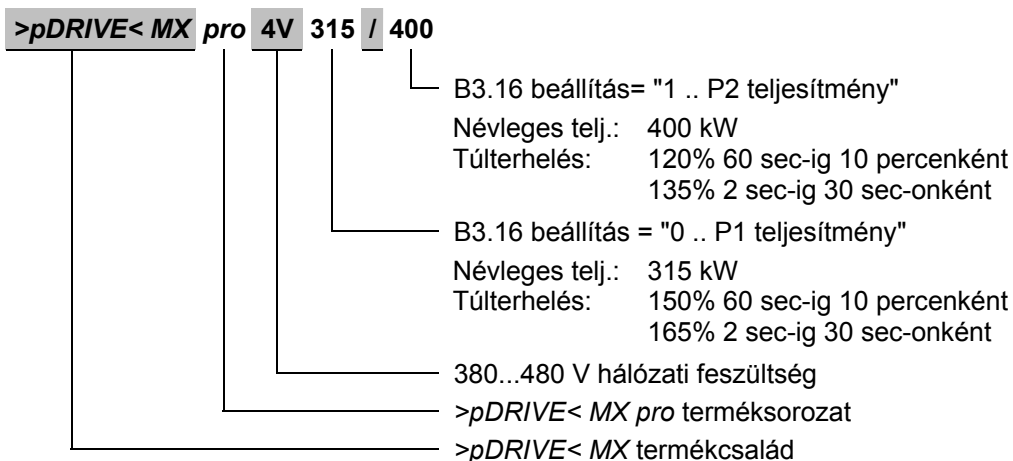 >pDRIVE< MX pro 4V 315 / 400
B3.16 beállítás= "1 .. P2 teljesítmény"
Névleges telj.: 400 kW
Túlterhelés: 120% 60 sec-ig 10 percenként
135% 2 sec-ig 30 sec-onként
B3.16 beállítás = "0 .. P1 teljesítmény"
Névleges telj.: 315 kW
Túlterhelés: 150% 60 sec-ig 10 percenként
165% 2 sec-ig 30 sec-onként
380...480 V hálózati feszültség
>pDRIVE< MX pro terméksorozat
>pDRIVE< MX termékcsalád